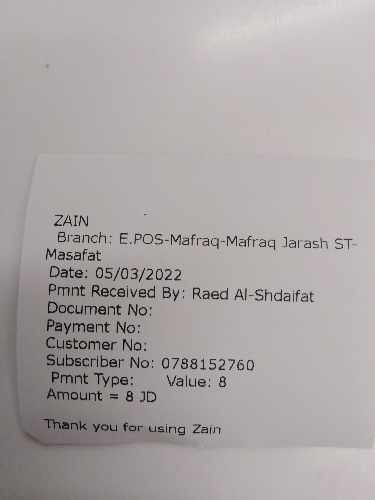 ZAIN
Branch: E.POS-Mafraq-Mafraq Jarash ST-
Masafat
Date: 05/03/2022
Pmnt Received By: Raed Al-Shdaifat
Document No:
Payment No:
Customer No:
Subscriber No: 0788152760
Pmnt Type: Value: 8
Amount = 8 JD
Thank you for using Zain